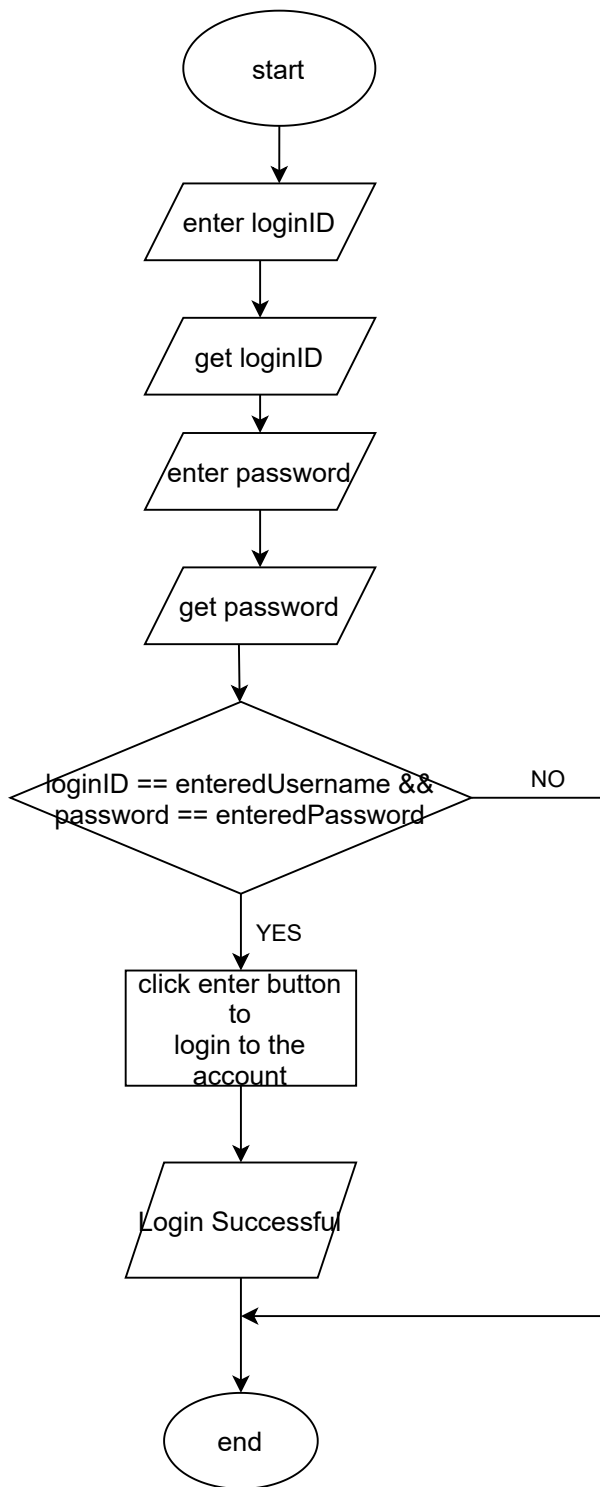 start
enter loginID
get loginID
enter password
get password
loginID == enteredUsername &&
password == enteredPassword
NO
YES
click enter button
to
login to the
account
Login Successful
end